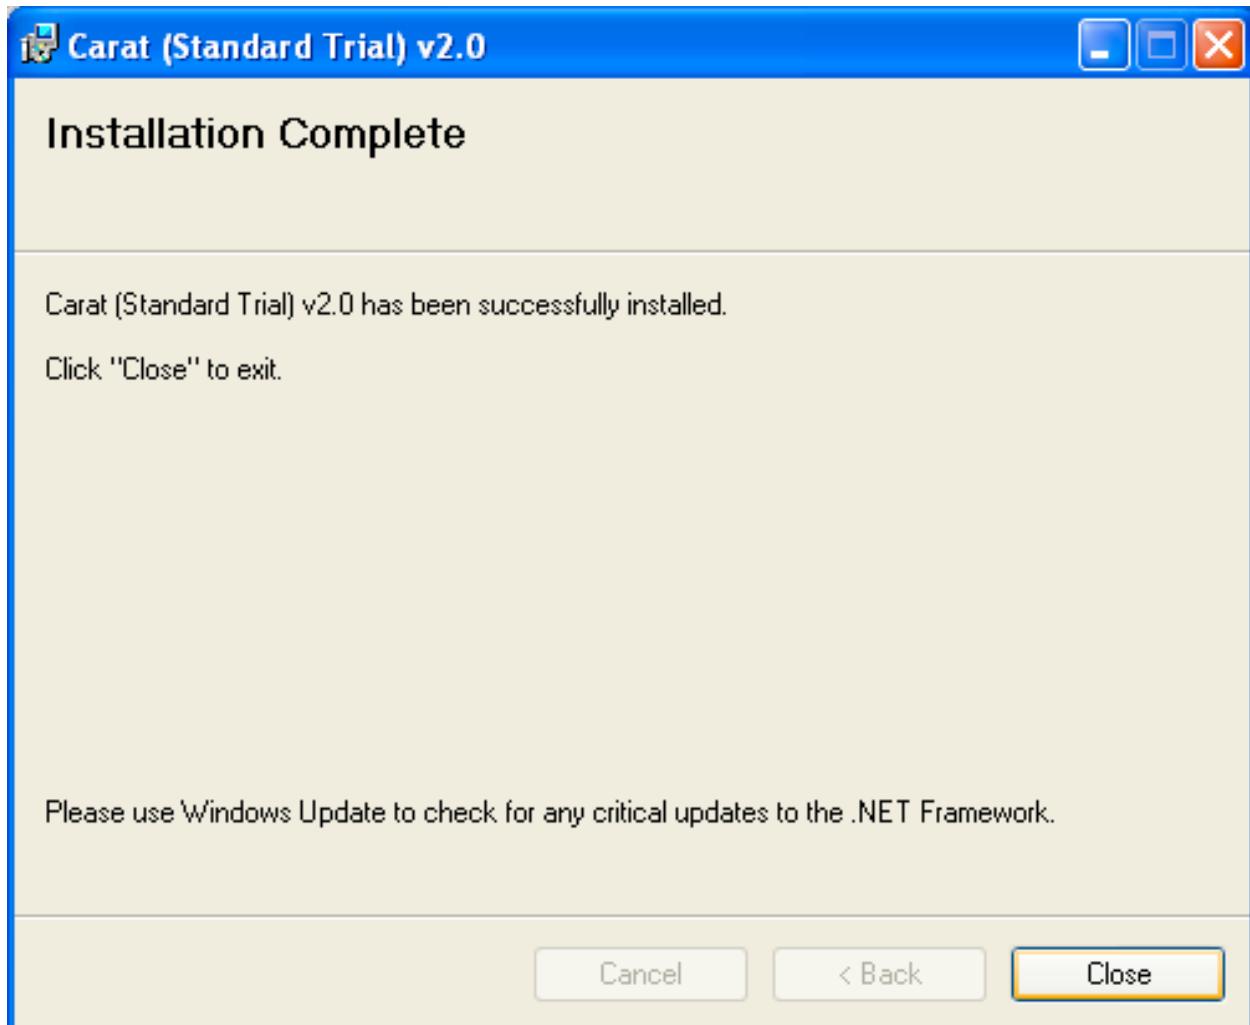 Carat (Standard Trial) v2.0
Installation Complete
Carat (Standard Trial) v2.0 has been successfully installed.
Click "Close" to exit.
Please use Windows Update to check for any critical updates to the .NET Framework.
Cancel
< Back
Close